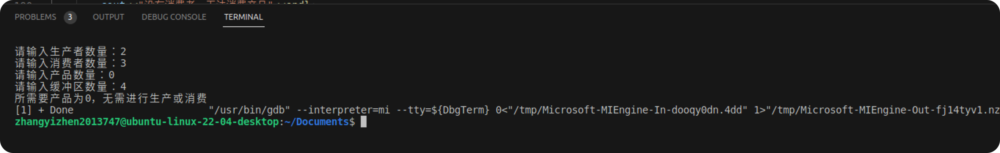 PROBLEMS 3 OUTPUT DEBUG CONSOLE TERMINAL
请输入生产者数量：2
请输入消费者数量：3
请输入产品数量：0
请输入缓冲区数量：4
所需要产品为0，无需进行生产或消费
[1] + Done "/usr/bin/gdb" --interpreter=mi --tty=${DbgTerm} 0<"/tmp/Microsoft-MIEngine-In-dooqy0dn.4dd" 1>"/tmp/Microsoft-MIEngine-Out-fj14tyv1.nz
zhangyizhen2013747@ubuntu-linux-22-04-desktop:~/Documents$